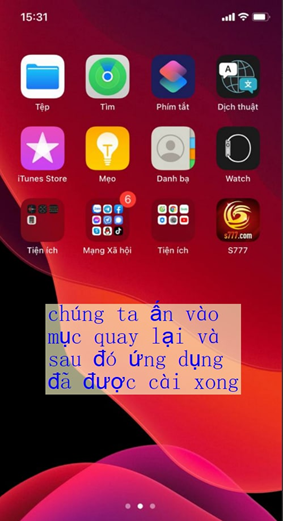 15:31
Tệp
Tìm
Phím tắt
Dịch thuật
iTunes Store
Mẹo
Danh bạ
Watch
6
Tiện ích
Mạng Xã hội
Tiện ích
S777
s777.com
chúng ta ấn vào
mục quay lại và
sau đó ứng dụng
đã được cài xong